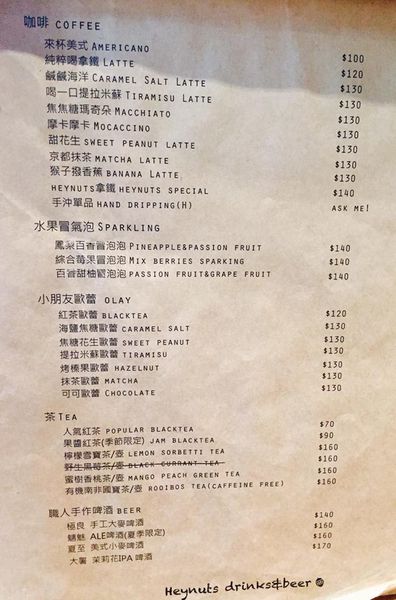 咖啡 COFFEE
來杯美式 AMERICANO $100
純粹喝拿鐵 LATTE $120
鹹鹹海洋 CARAMEL SALT LATTE $130
喝一口提拉米蘇 TIRAMISU LATTE $130
焦焦糖瑪奇朵 MACCHIATO $130
摩卡摩卡 MOCACCINO $130
甜花生 SWEET PEANUT LATTE $130
京都抹茶 MATCHA LATTE $130
猴子撥香蕉 BANANA LATTE $130
HEYNUTS拿鐵 HEYNUTS SPECIAL $140
手沖單品 HAND DRIPPING(H) ASK ME!
水果冒氣泡 SPARKLING
鳳梨百香冒泡泡 PINEAPPLE&PASSION FRUIT $140
綜合莓果冒泡泡 MIX BERRIES SPARKING $140
百香甜柚冒泡泡 PASSION FRUIT&GRAPE FRUIT $140
小朋友歐蕾 OLAY
紅茶歐蕾 BLACKTEA $120
海鹽焦糖歐蕾 CARAMEL SALT $130
焦糖花生歐蕾 SWEET PEANUT $130
提拉米蘇歐蕾 TIRAMISU $130
烤榛果歐蕾 HAZELNUT $130
抹茶歐蕾 MATCHA $130
可可歐蕾 CHOCOLATE $130
茶 TEA
人氣紅茶 POPULAR BLACKTEA $70
果醬紅茶(季節限定) JAM BLACKTEA $90
檸檬雪寶茶/壺 LEMON SORBETTI TEA $160
野生黑莓茶/壺 BLACK CURRANT TEA $160
蜜樹香桃茶/壺 MANGO PEACH GREEN TEA $160
有機南非國寶茶/壺 ROOIBOS TEA(CAFFEINE FREE) $160
職人手作啤酒 BEER
極良 手工大麥啤酒 $140
魑魅 ALE啤酒(夏季限定) $160
夏至 美式小麥啤酒 $160
大暑 茉莉花IPA 啤酒 $170
Heynuts drinks&beer